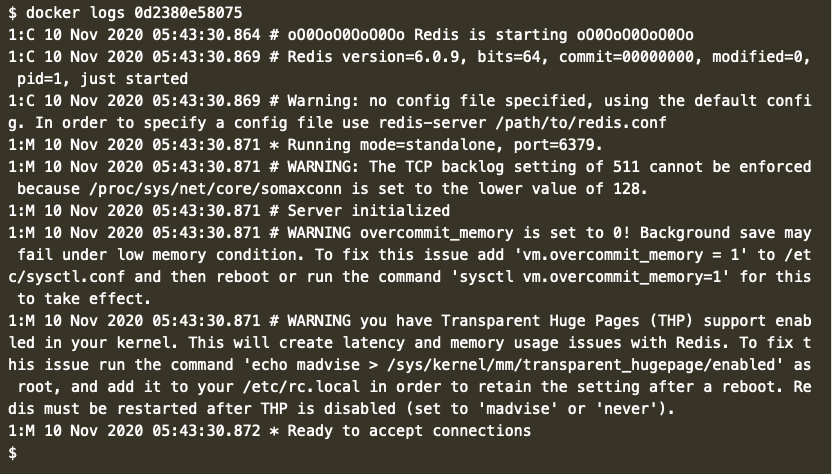 $ docker logs 0d2380e58075
1:C 10 Nov 2020 05:43:30.864 # oO0OoO0OoO0Oo Redis is starting oO0OoO0OoO0Oo
1:C 10 Nov 2020 05:43:30.869 # Redis version=6.0.9, bits=64, commit=00000000, modified=0,
 pid=1, just started
1:C 10 Nov 2020 05:43:30.869 # Warning: no config file specified, using the default confi
g. In order to specify a config file use redis-server /path/to/redis.conf
1:M 10 Nov 2020 05:43:30.871 * Running mode=standalone, port=6379.
1:M 10 Nov 2020 05:43:30.871 # WARNING: The TCP backlog setting of 511 cannot be enforced
 because /proc/sys/net/core/somaxconn is set to the lower value of 128.
1:M 10 Nov 2020 05:43:30.871 # Server initialized
1:M 10 Nov 2020 05:43:30.871 # WARNING overcommit_memory is set to 0! Background save may
 fail under low memory condition. To fix this issue add 'vm.overcommit_memory = 1' to /et
c/sysctl.conf and then reboot or run the command 'sysctl vm.overcommit_memory=1' for this
 to take effect.
1:M 10 Nov 2020 05:43:30.871 # WARNING you have Transparent Huge Pages (THP) support enab
led in your kernel. This will create latency and memory usage issues with Redis. To fix t
his issue run the command 'echo madvise > /sys/kernel/mm/transparent_hugepage/enabled' as
 root, and add it to your /etc/rc.local in order to retain the setting after a reboot. Re
dis must be restarted after THP is disabled (set to 'madvise' or 'never').
1:M 10 Nov 2020 05:43:30.872 * Ready to accept connections
$